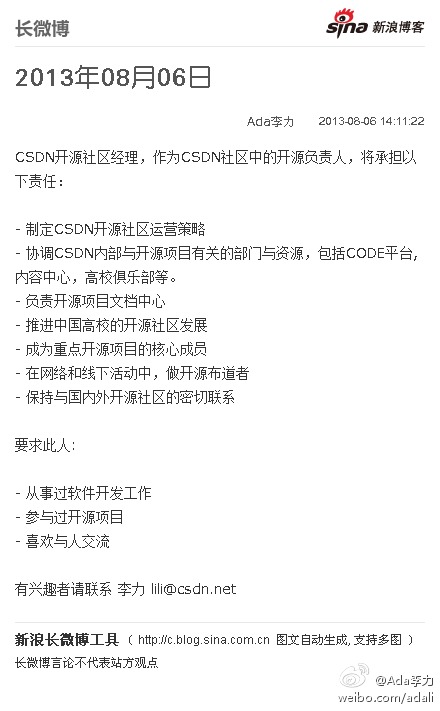 长微博
sina 新浪博客
2013年08月06日
Ada李力 2013-08-06 14:11:22
CSDN开源社区经理，作为CSDN社区中的开源负责人，将承担以
下责任：
- 制定CSDN开源社区运营策略
- 协调CSDN内部与开源项目有关的部门与资源，包括CODE平台,
内容中心，高校俱乐部等。
- 负责开源项目文档中心
- 推进中国高校的开源社区发展
- 成为重点开源项目的核心成员
- 在网络和线下活动中，做开源布道者
- 保持与国内外开源社区的密切联系
要求此人:
- 从事过软件开发工作
- 参与过开源项目
- 喜欢与人交流
有兴趣者请联系 李力 lili@csdn.net
新浪长微博工具 （ http://c.blog.sina.com.cn 图文自动生成, 支持多图 ）
长微博言论不代表站方观点
@Ada李力
weibo.com/adali